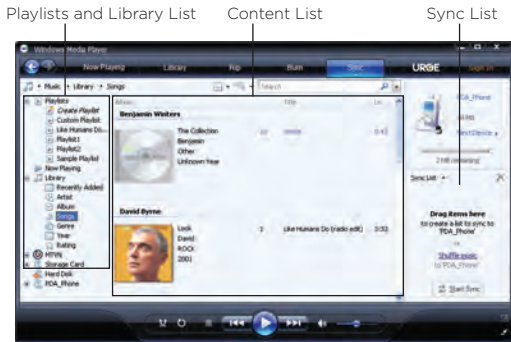 Playlists and Library List Content List Sync List
Windows Media Player
Now Playing Library Rip Burn Sync URGE Sign In
Music Library Songs Search
Playlists
Create Playlist
Custom Playlist
Like Humans Do...
Playlist1
Playlist2
Sample Playlist
Now Playing
Library
Recently Added
Artist
Album
Songs
Genre
Year
Rating
MTVN
Storage Card
Hard Disk
PDA_Phone
Album Title
Benjamin Winters
The Collection 0:43
Benjamin
Other
Unknown Year
David Byrne
Look 3 Like Humans Do (radio edit) 3:33
David
ROCK
2001
PDA_Phone
Next Device
remaining
Sync List
Drag items here
to create a list to sync to
'PDA_Phone'
or
Shuffle music
to 'PDA_Phone'
Start Sync